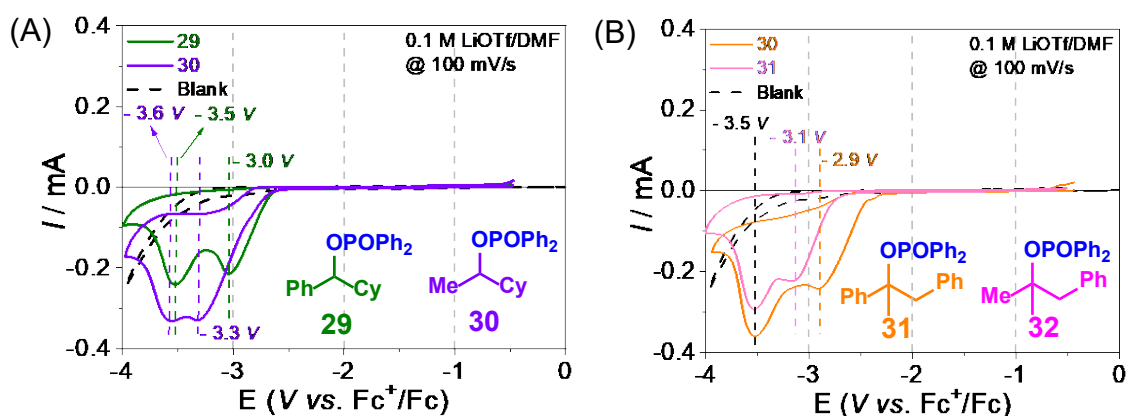 (A)
0.4
29
30
Blank
0.1 M LiOTf/DMF
@ 100 mV/s
0.2
- 3.6 V
- 3.5 V
- 3.0 V
0.0
I / mA
-0.2
OPOPh2
OPOPh2
Ph
Cy
Me
Cy
29
30
- 3.3 V
-0.4
-4
-3
-2
-1
0
E (V vs. Fc+/Fc)
(B)
0.4
30
31
Blank
0.1 M LiOTf/DMF
@ 100 mV/s
0.2
- 3.5 V
- 3.1 V
- 2.9 V
0.0
I / mA
-0.2
OPOPh2
OPOPh2
Ph
Ph
Me
Ph
31
32
-0.4
-4
-3
-2
-1
0
E (V vs. Fc+/Fc)